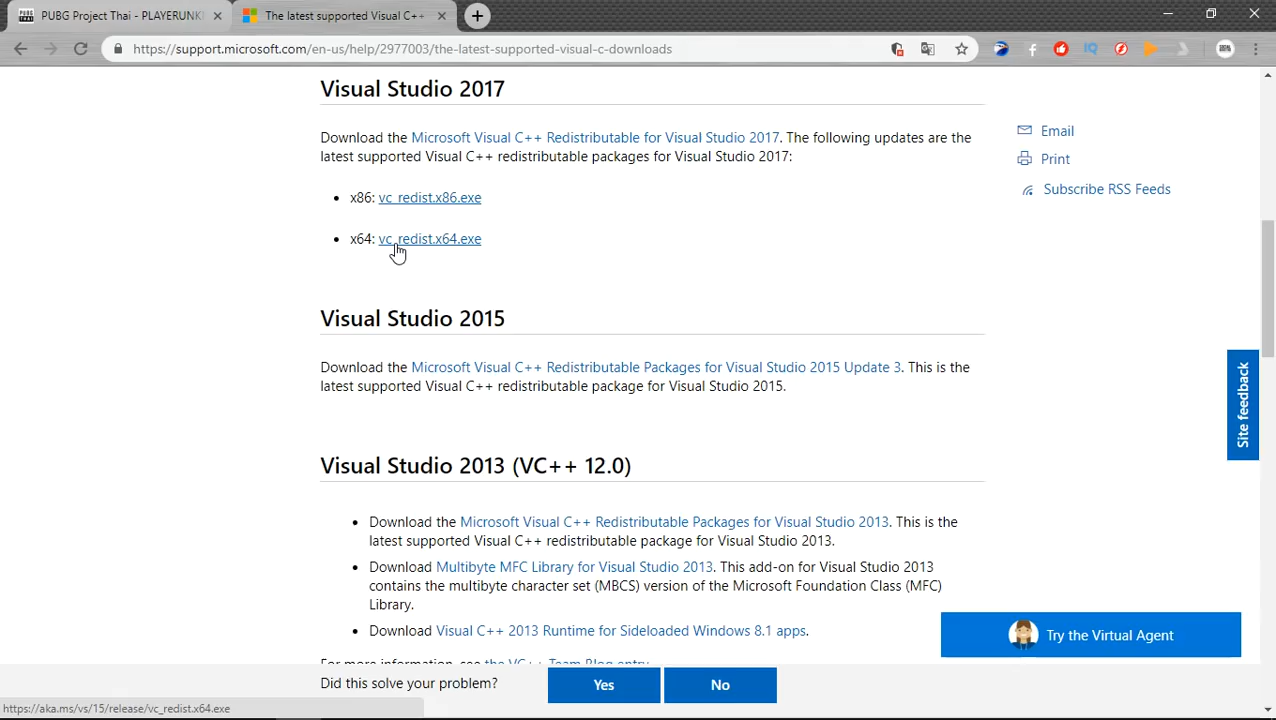 PUBG Project Thai - PLAYERUNK
The latest supported Visual C++
https://support.microsoft.com/en-us/help/2977003/the-latest-supported-visual-c-downloads
Visual Studio 2017
Download the Microsoft Visual C++ Redistributable for Visual Studio 2017. The following updates are the
latest supported Visual C++ redistributable packages for Visual Studio 2017:
x86: vc_redist.x86.exe
x64: vc_redist.x64.exe
Email
Print
Subscribe RSS Feeds
Visual Studio 2015
Download the Microsoft Visual C++ Redistributable Packages for Visual Studio 2015 Update 3. This is the
latest supported Visual C++ redistributable package for Visual Studio 2015.
Site feedback
Visual Studio 2013 (VC++ 12.0)
Download the Microsoft Visual C++ Redistributable Packages for Visual Studio 2013. This is the
latest supported Visual C++ redistributable package for Visual Studio 2013.
Download Multibyte MFC Library for Visual Studio 2013. This add-on for Visual Studio 2013
contains the multibyte character set (MBCS) version of the Microsoft Foundation Class (MFC)
Library.
Download Visual C++ 2013 Runtime for Sideloaded Windows 8.1 apps.
For more information, see the VC++ Team Blog entry
Try the Virtual Agent
Did this solve your problem?
Yes
No
https://aka.ms/vs/15/release/vc_redist.x64.exe